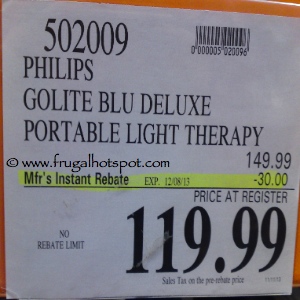 502009
0000005020096
PHILIPS
GOLITE BLU DELUXE
PORTABLE LIGHT THERAPY
www.frugalhotspot.com
149.99
Mfr's Instant Rebate EXP. 12/08/13 -30.00
PRICE AT REGISTER
NO
REBATE LIMIT
119.99
Sales Tax on the pre-rebate price